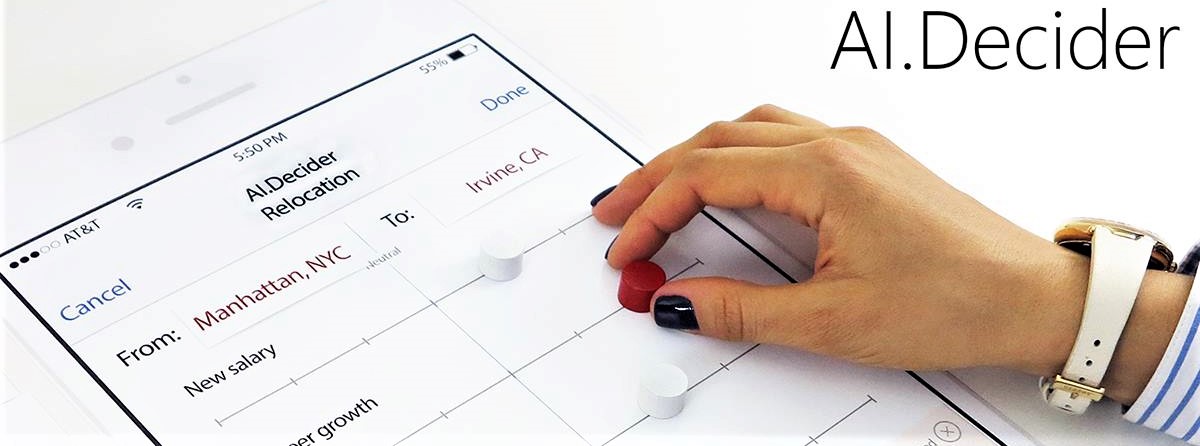 AI.Decider
55%
5:50 PM
AT&T
Done
AI.Decider
Relocation
Cancel
From: Manhattan, NYC
To: Irvine, CA
Neutral
New salary
growth